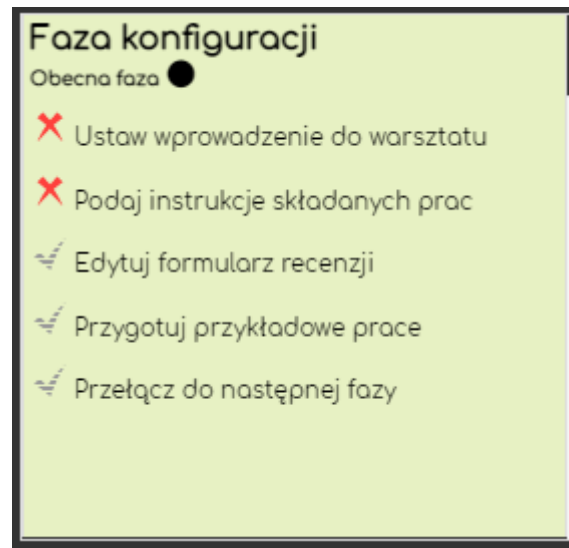 Faza konfiguracji
Obecna faza
Ustaw wprowadzenie do warsztatu
Podaj instrukcje składanych prac
Edytuj formularz recenzji
Przygotuj przykładowe prace
Przełącz do następnej fazy